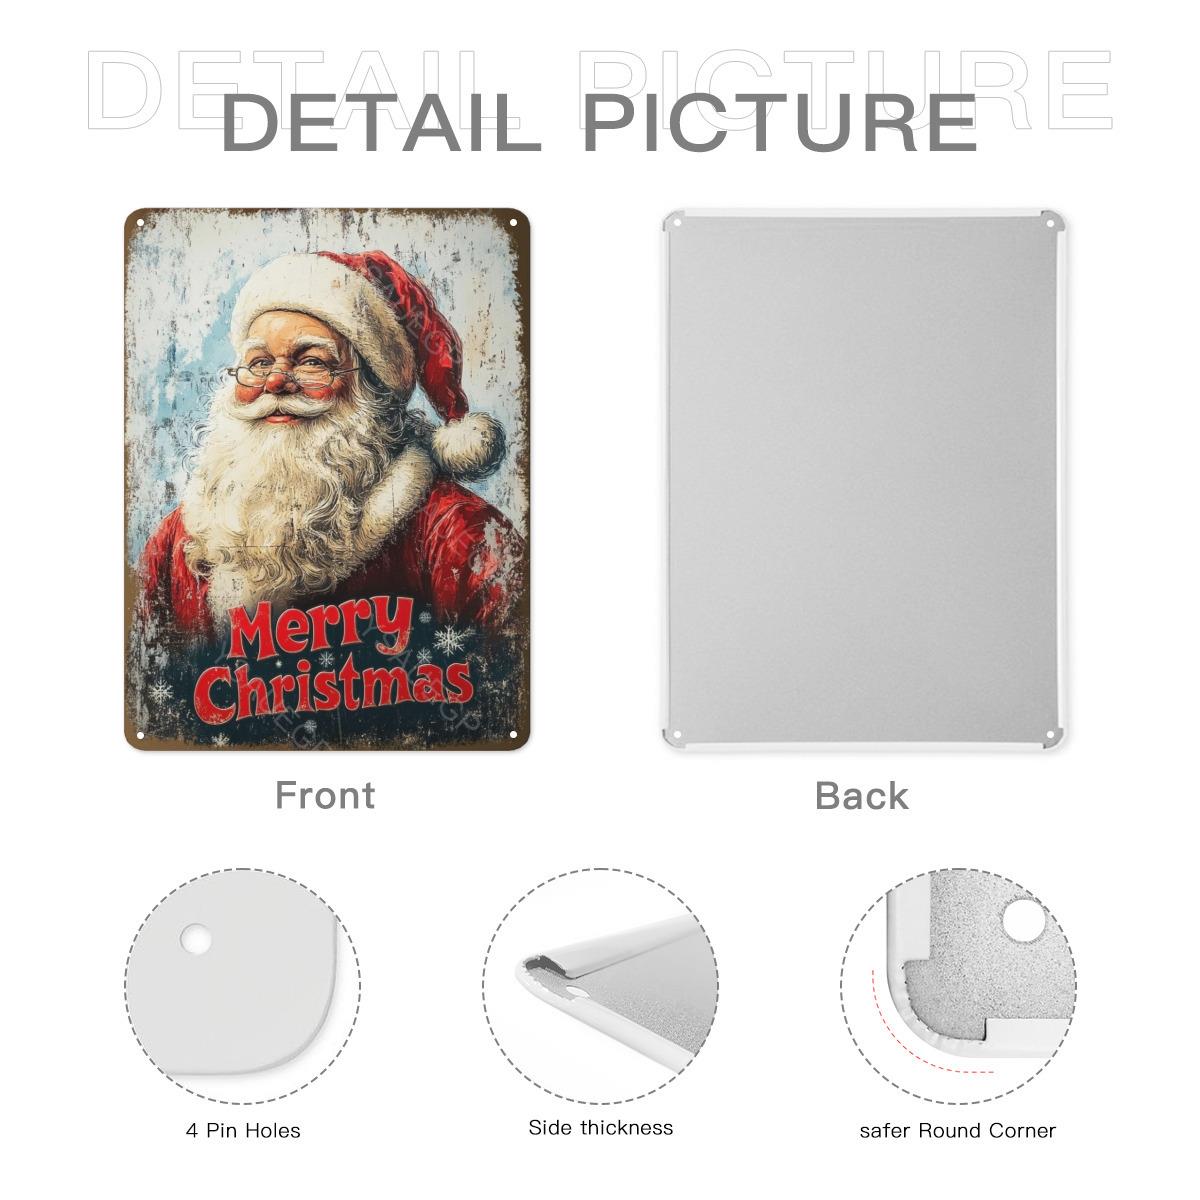 DETAIL PICTURE
DETAIL PICTURE
Merry
Christmas
Front
Back
4 Pin Holes
Side thickness
safer Round Corner